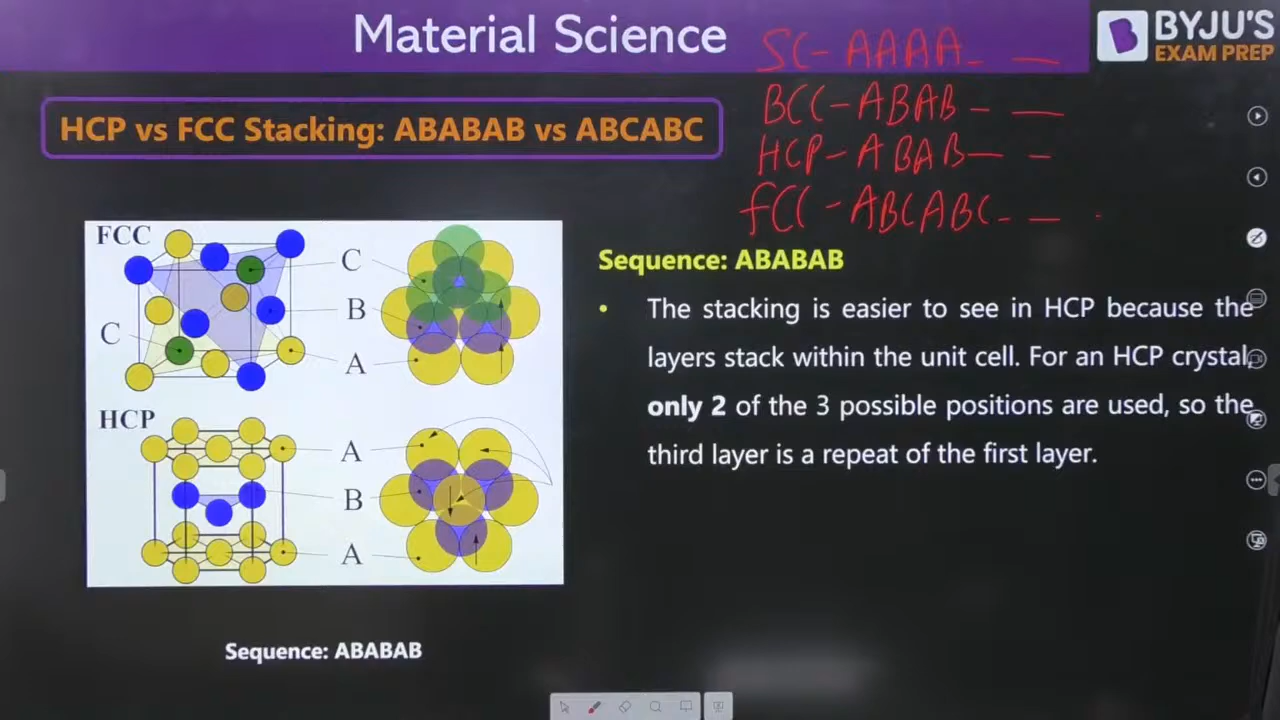 Material Science
BYJU'S
EXAM PREP
SC-AAAA- —
BCC-ABAB- —
HCP-ABAB— -
fCC-ABCABC- —
HCP vs FCC Stacking: ABABAB vs ABCABC
FCC
C
B
C
A
HCP
A
B
A
Sequence: ABABAB
Sequence: ABABAB
• The stacking is easier to see in HCP because the
layers stack within the unit cell. For an HCP crystal,
only 2 of the 3 possible positions are used, so the
third layer is a repeat of the first layer.